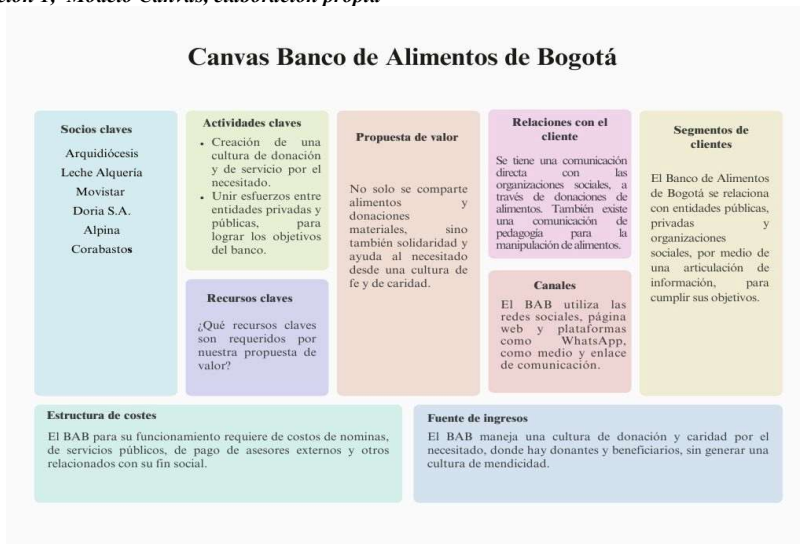 1, Modelo Canvas, elaboración propia
Canvas Banco de Alimentos de Bogotá
Socios claves
Arquidiócesis
Leche Alquería
Movistar
Doria S.A.
Alpina
Corabastos
Actividades claves
• Creación de una
cultura de donación
y de servicio por el
necesitado.
• Unir esfuerzos entre
entidades privadas y
públicas, para
lograr los objetivos
del banco.
Recursos claves
¿Qué recursos claves
son requeridos por
nuestra propuesta de
valor?
Propuesta de valor
No solo se comparte
alimentos y
donaciones
materiales, sino
también solidaridad y
ayuda al necesitado
desde una cultura de
fe y de caridad.
Relaciones con el
cliente
Se tiene una comunicación
directa con las
organizaciones sociales, a
través de donaciones de
alimentos. También existe
una comunicación de
pedagogía para la
manipulación de alimentos.
Canales
El BAB utiliza las
redes sociales, página
web y plataformas
como WhatsApp,
como medio y enlace
de comunicación.
Segmentos de
clientes
El Banco de Alimentos
de Bogotá se relaciona
con entidades públicas,
privadas y
organizaciones
sociales, por medio de
una articulación de
información, para
cumplir sus objetivos.
Estructura de costes
El BAB para su funcionamiento requiere de costos de nominas,
de servicios públicos, de pago de asesores externos y otros
relacionados con su fin social.
Fuente de ingresos
El BAB maneja una cultura de donación y caridad por el
necesitado, donde hay donantes y beneficiarios, sin generar una
cultura de mendicidad.